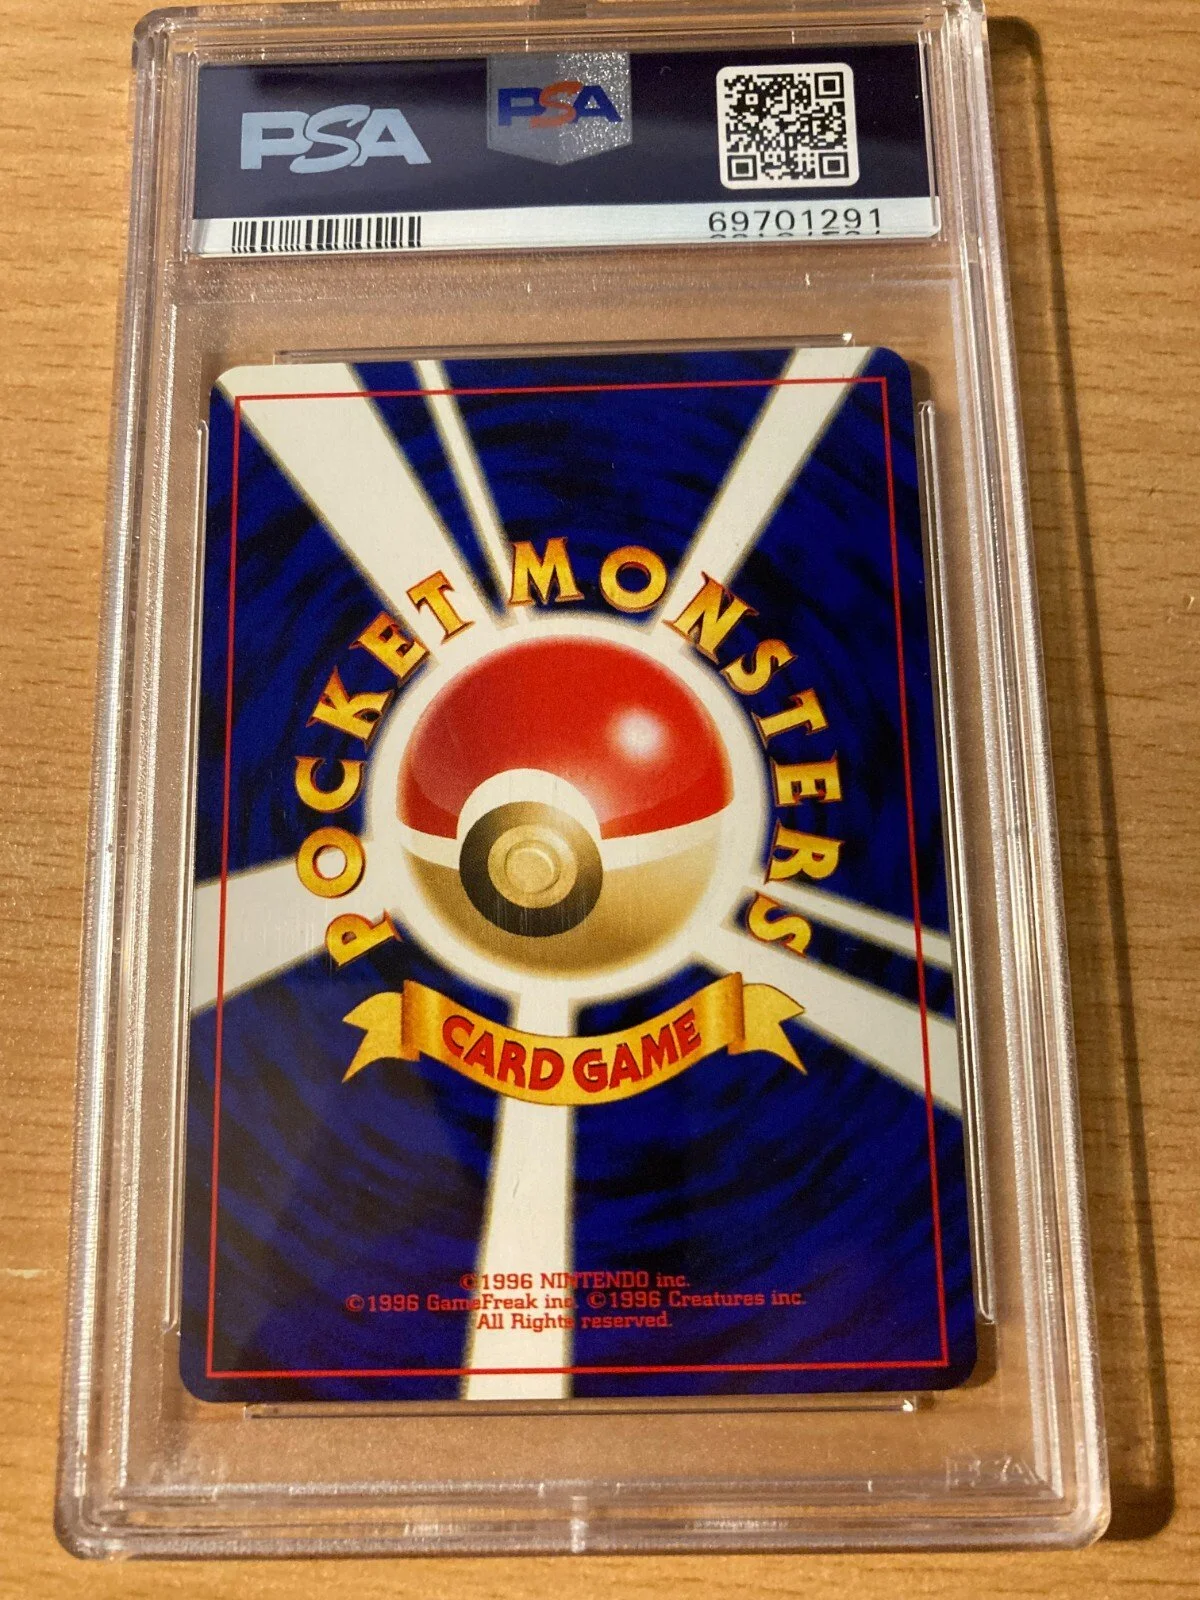 PSA
PSA
69701291
POCKET MONSTERS
CARD GAME
©1996 NINTENDO inc.
©1996 GameFreak inc. ©1996 Creatures inc.
All Rights reserved.
PSA